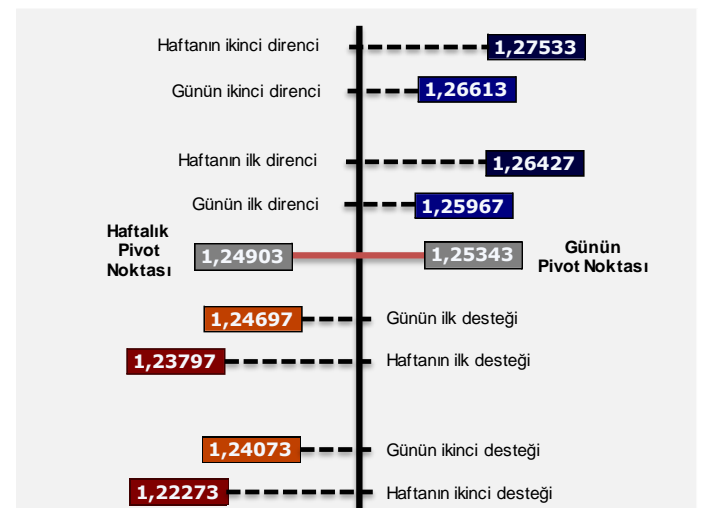 Haftanın ikinci direnci 1,27533
Günün ikinci direnci 1,26613
Haftanın ilk direnci 1,26427
Günün ilk direnci 1,25967
Haftalık
Pivot
Noktası
1,24903 1,25343
Günün
Pivot Noktası
1,24697 Günün ilk desteği
1,23797 Haftanın ilk desteği
1,24073 Günün ikinci desteği
1,22273 Haftanın ikinci desteği